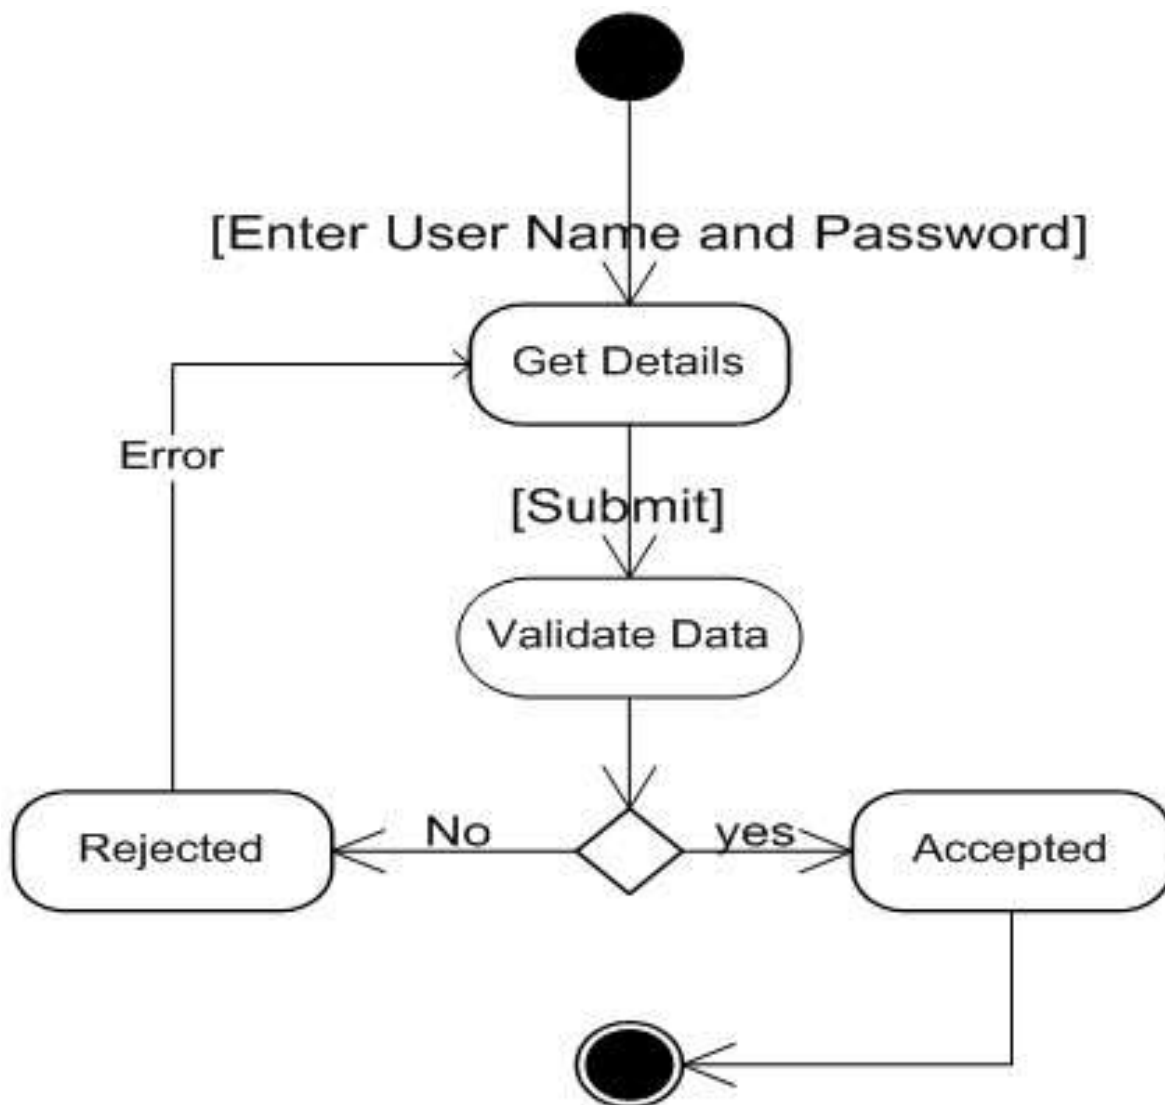 [Enter User Name and Password]
Get Details
Error
[Submit]
Validate Data
Rejected
No
yes
Accepted